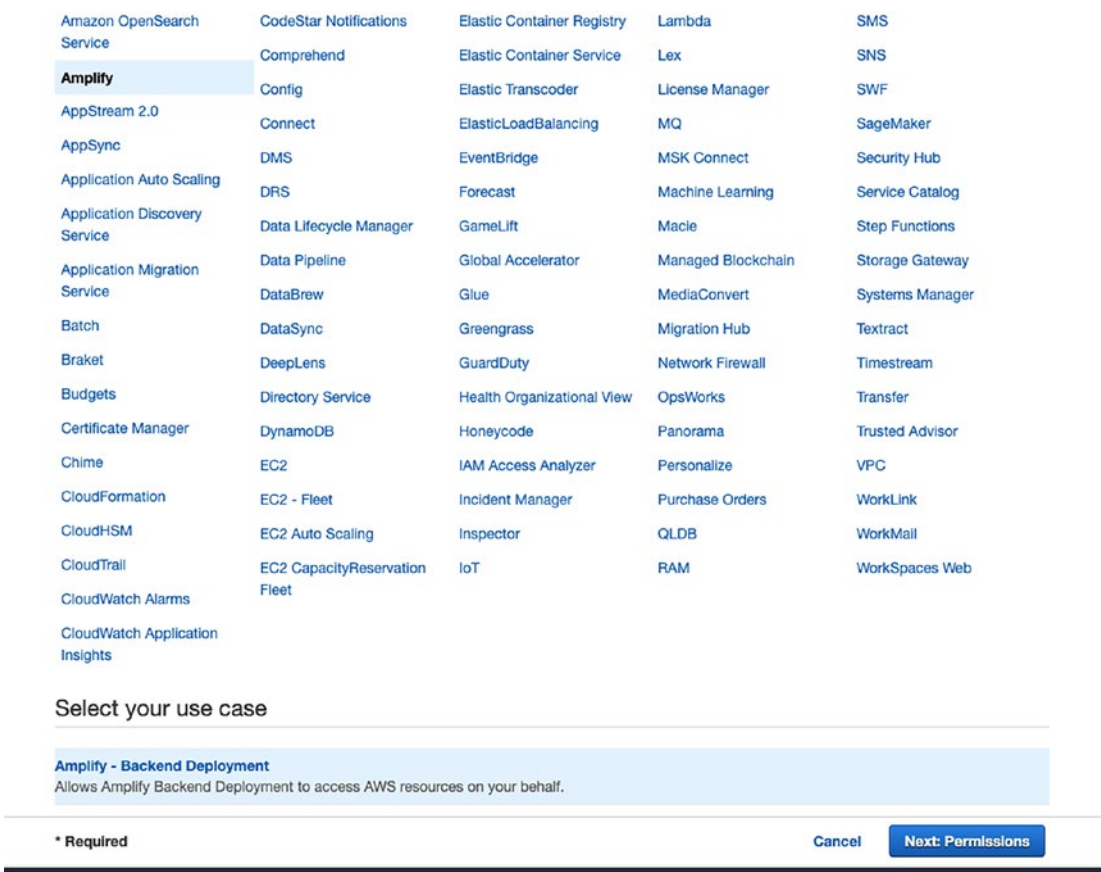 Amazon OpenSearch
Service
Amplify
AppStream 2.0
AppSync
Application Auto Scaling
Application Discovery
Service
Application Migration
Service
Batch
Braket
Budgets
Certificate Manager
Chime
CloudFormation
CloudHSM
CloudTrail
CloudWatch Alarms
CloudWatch Application
Insights
CodeStar Notifications
Comprehend
Config
Connect
DMS
DRS
Data Lifecycle Manager
Data Pipeline
DataBrew
DataSync
DeepLens
Directory Service
DynamoDB
EC2
EC2 - Fleet
EC2 Auto Scaling
EC2 CapacityReservation
Fleet
Elastic Container Registry
Elastic Container Service
Elastic Transcoder
ElasticLoadBalancing
EventBridge
Forecast
GameLift
Global Accelerator
Glue
Greengrass
GuardDuty
Health Organizational View
Honeycode
IAM Access Analyzer
Incident Manager
Inspector
IoT
Lambda
Lex
License Manager
MQ
MSK Connect
Machine Learning
Macie
Managed Blockchain
MediaConvert
Migration Hub
Network Firewall
OpsWorks
Panorama
Personalize
Purchase Orders
QLDB
RAM
SMS
SNS
SWF
SageMaker
Security Hub
Service Catalog
Step Functions
Storage Gateway
Systems Manager
Textract
Timestream
Transfer
Trusted Advisor
VPC
WorkLink
WorkMail
WorkSpaces Web
Select your use case
Amplify - Backend Deployment
Allows Amplify Backend Deployment to access AWS resources on your behalf.
* Required
Cancel
Next: Permissions